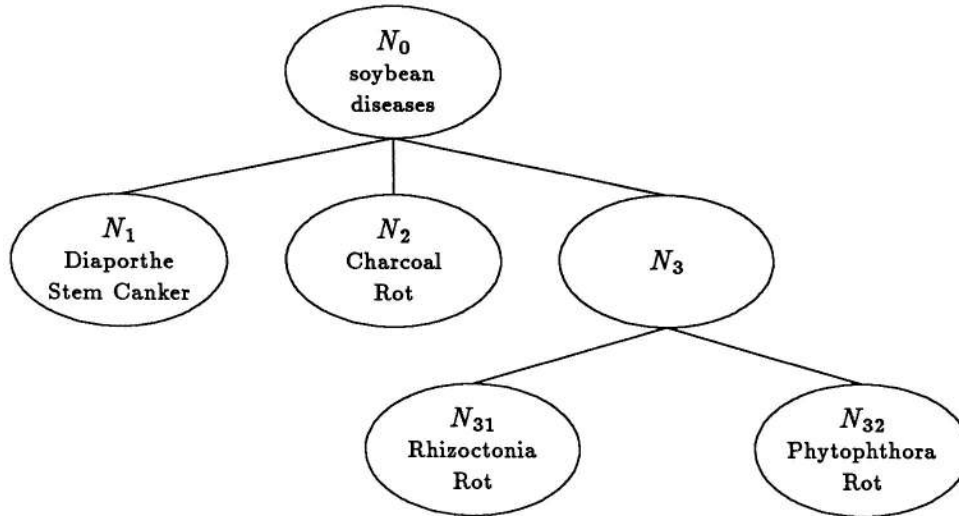 N₀
soybean
diseases
N₁
Diaporthe
Stem Canker
N₂
Charcoal
Rot
N₃
N₃₁
Rhizoctonia
Rot
N₃₂
Phytophthora
Rot